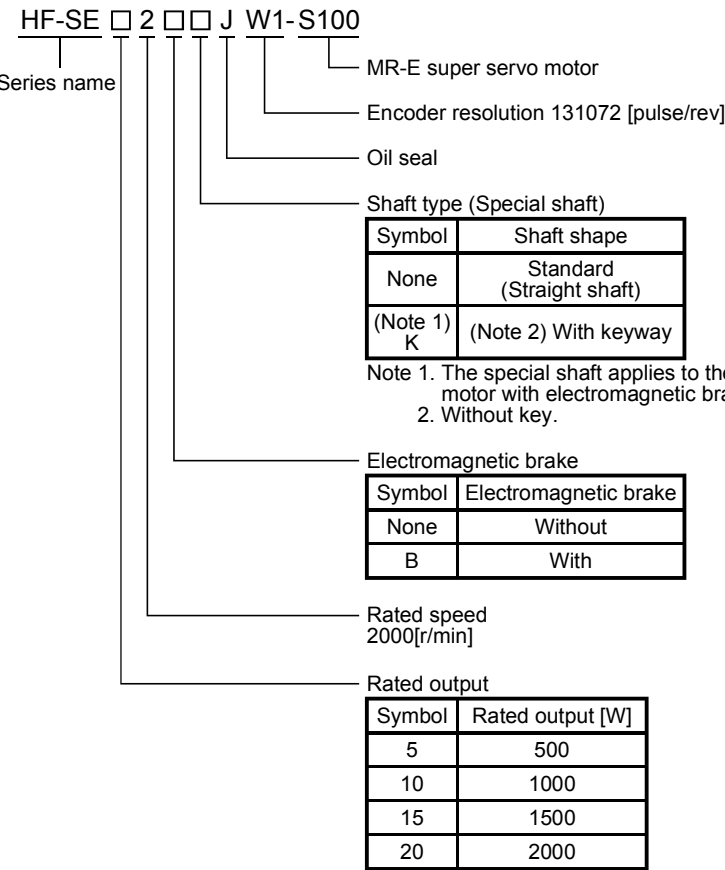 HF-SE □ 2 □ □ J W1-S100
Series name
MR-E super servo motor
Encoder resolution 131072 [pulse/rev]
Oil seal
Shaft type (Special shaft)
Symbol Shaft shape
None Standard
(Straight shaft)
(Note 1)
K (Note 2) With keyway
Note 1. The special shaft applies to
motor with electromagnetic
2. Without key.
Electromagnetic brake
Symbol Electromagnetic brake
None Without
B With
Rated speed
2000[r/min]
Rated output
Symbol Rated output [W]
5 500
10 1000
15 1500
20 2000